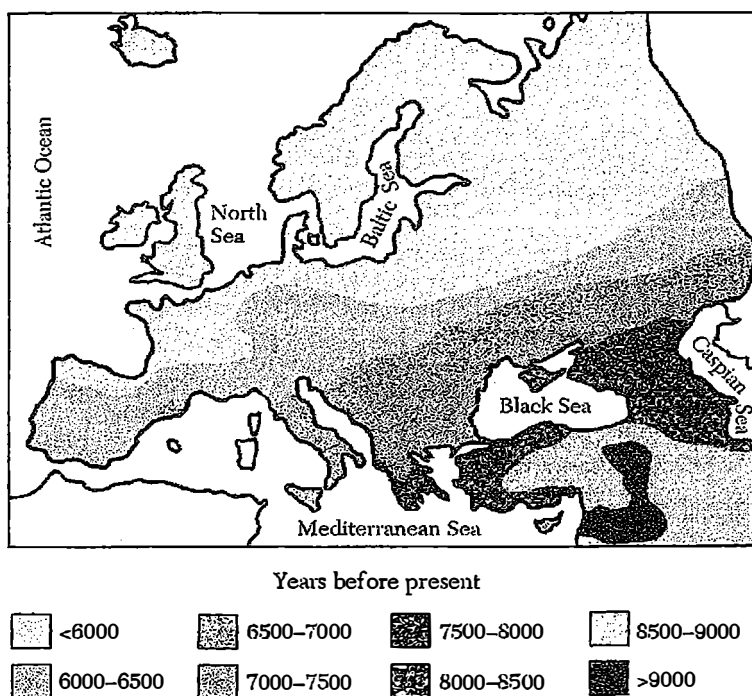 Atlantic Ocean
North
Sea
Baltic Sea
Caspian
Sea
Black Sea
Mediterranean Sea
Years before present
<6000
6500–7000
7500–8000
8500–9000
6000–6500
7000–7500
8000–8500
>9000